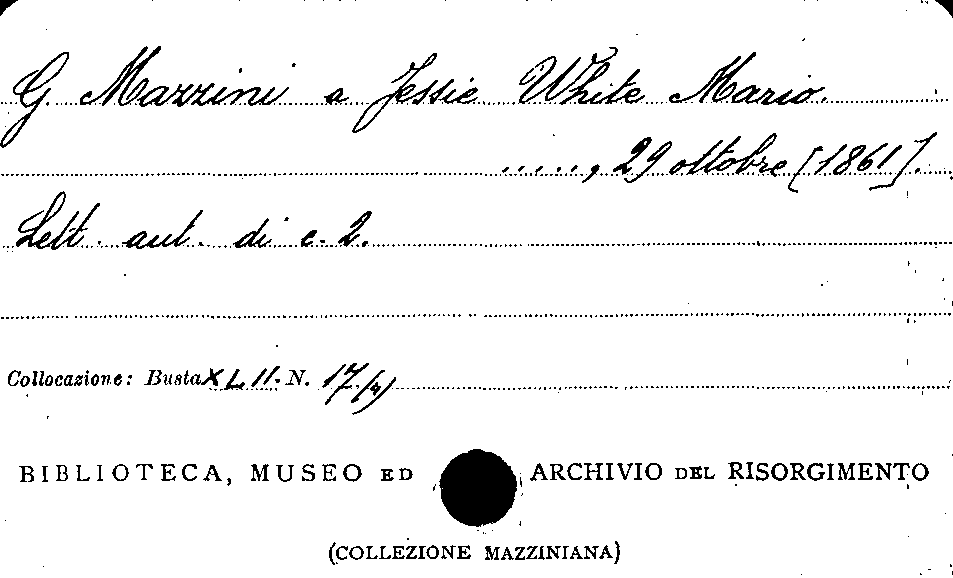 G. Mazzini a Jessie White Mario.
....., 29 ottobre [1861].
Lett. aut. di c. 2.
Collocazione: Busta XLII. N. 17/(4)
BIBLIOTECA, MUSEO ED ARCHIVIO DEL RISORGIMENTO
(COLLEZIONE MAZZINIANA)